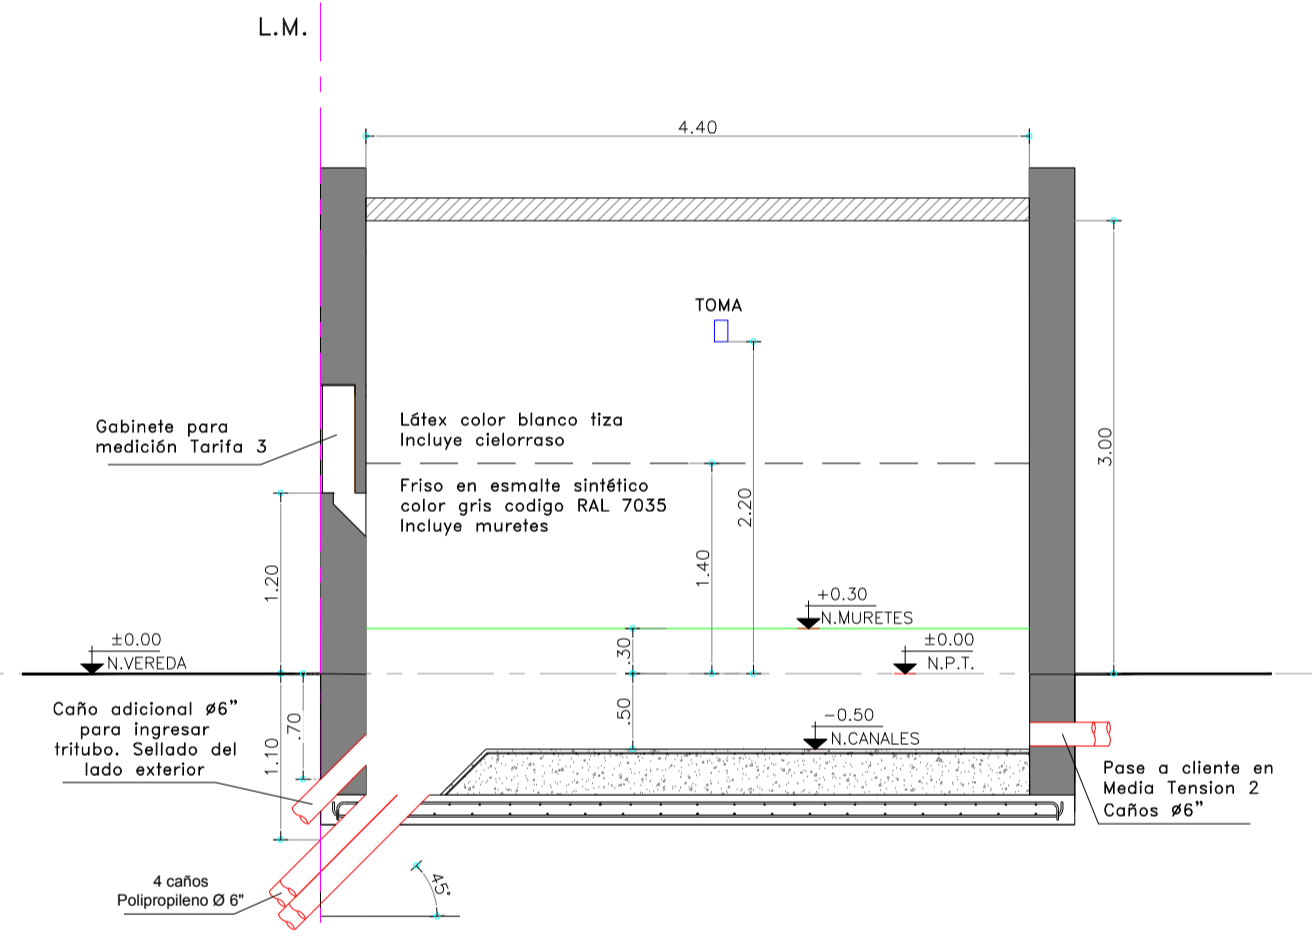 L.M.
4.40
TOMA
Gabinete para
medición Tarifa 3
Látex color blanco tiza
Incluye cielorraso
3.00
Friso en esmalte sintético
color gris codigo RAL 7035
Incluye muretes
2.20
1.40
1.20
+0.30
N.MURETES
±0.00
N.VEREDA
.30
±0.00
N.P.T.
Caño adicional ø6"
para ingresar
tritubo. Sellado del
lado exterior
.70
1.10
.50
-0.50
N.CANALES
Pase a cliente en
Media Tension 2
Caños ø6"
4 caños
Polipropileno Ø 6"
45°